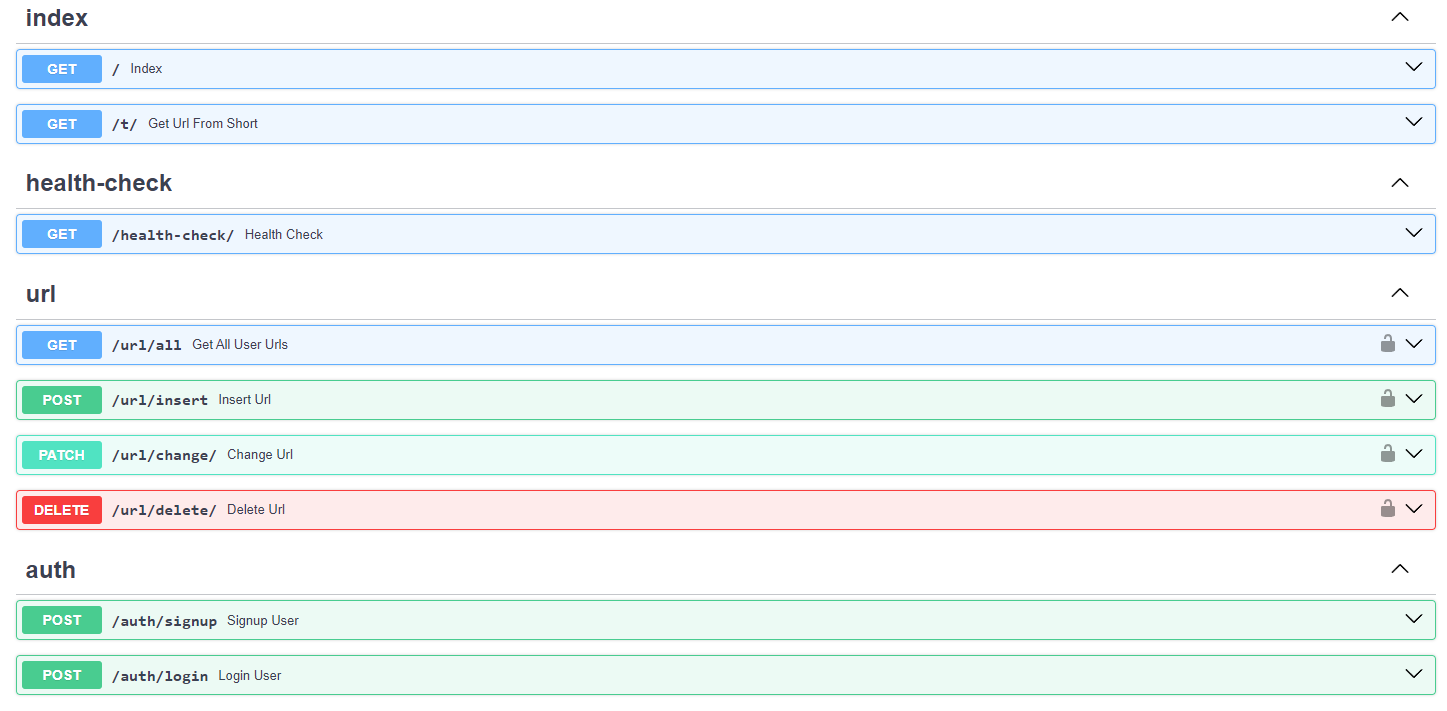 index
GET / Index
GET /t/ Get Url From Short
health-check
GET /health-check/ Health Check
url
GET /url/all Get All User Urls
POST /url/insert Insert Url
PATCH /url/change/ Change Url
DELETE /url/delete/ Delete Url
auth
POST /auth/signup Signup User
POST /auth/login Login User